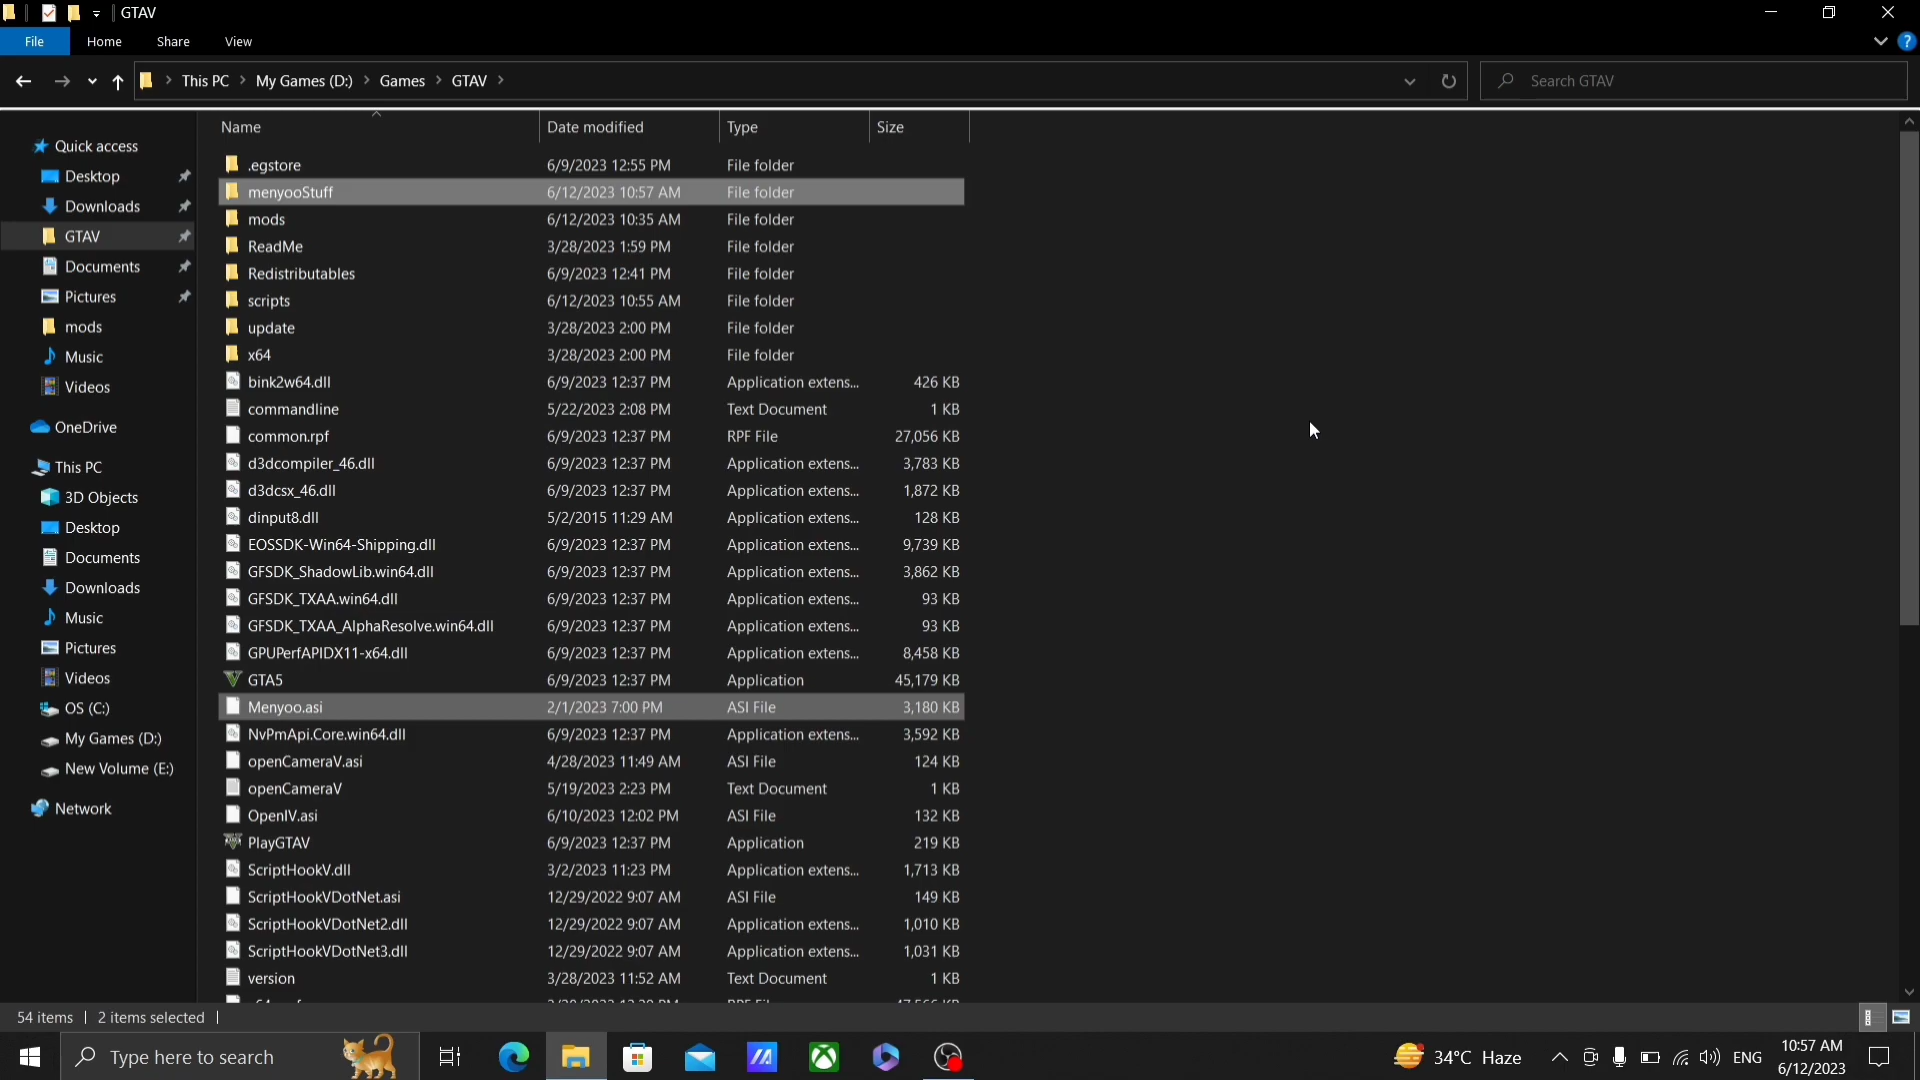 GTAV
File Home Share View
This PC My Games (D:) Games GTAV
Search GTAV
Name Date modified Type Size
Quick access
Desktop
Downloads
GTAV
Documents
Pictures
mods
Music
Videos
OneDrive
This PC
3D Objects
Desktop
Documents
Downloads
Music
Pictures
Videos
OS (C:)
My Games (D:)
New Volume (E:)
Network
.egstore 6/9/2023 12:55 PM File folder
menyooStuff 6/12/2023 10:57 AM File folder
mods 6/12/2023 10:35 AM File folder
ReadMe 3/28/2023 1:59 PM File folder
Redistributables 6/9/2023 12:41 PM File folder
scripts 6/12/2023 10:55 AM File folder
update 3/28/2023 2:00 PM File folder
x64 3/28/2023 2:00 PM File folder
bink2w64.dll 6/9/2023 12:37 PM Application extens... 426 KB
commandline 5/22/2023 2:08 PM Text Document 1 KB
common.rpf 6/9/2023 12:37 PM RPF File 27,056 KB
d3dcompiler_46.dll 6/9/2023 12:37 PM Application extens... 3,783 KB
d3dcsx_46.dll 6/9/2023 12:37 PM Application extens... 1,872 KB
dinput8.dll 5/2/2015 11:29 AM Application extens... 128 KB
EOSSDK-Win64-Shipping.dll 6/9/2023 12:37 PM Application extens... 9,739 KB
GFSDK_ShadowLib.win64.dll 6/9/2023 12:37 PM Application extens... 3,862 KB
GFSDK_TXAA.win64.dll 6/9/2023 12:37 PM Application extens... 93 KB
GFSDK_TXAA_AlphaResolve.win64.dll 6/9/2023 12:37 PM Application extens... 93 KB
GPUPerfAPIDX11-x64.dll 6/9/2023 12:37 PM Application extens... 8,458 KB
GTA5 6/9/2023 12:37 PM Application 45,179 KB
Menyoo.asi 2/1/2023 7:00 PM ASI File 3,180 KB
NvPmApi.Core.win64.dll 6/9/2023 12:37 PM Application extens... 3,592 KB
openCameraV.asi 4/28/2023 11:49 AM ASI File 124 KB
openCameraV 5/19/2023 2:23 PM Text Document 1 KB
OpenIV.asi 6/10/2023 12:02 PM ASI File 132 KB
PlayGTAV 6/9/2023 12:37 PM Application 219 KB
ScriptHookV.dll 3/2/2023 11:23 PM Application extens... 1,713 KB
ScriptHookVDotNet.asi 12/29/2022 9:07 AM ASI File 149 KB
ScriptHookVDotNet2.dll 12/29/2022 9:07 AM Application extens... 1,010 KB
ScriptHookVDotNet3.dll 12/29/2022 9:07 AM Application extens... 1,031 KB
version 3/28/2023 11:52 AM Text Document 1 KB
54 items 2 items selected
Type here to search
34°C Haze
ENG
10:57 AM
6/12/2023